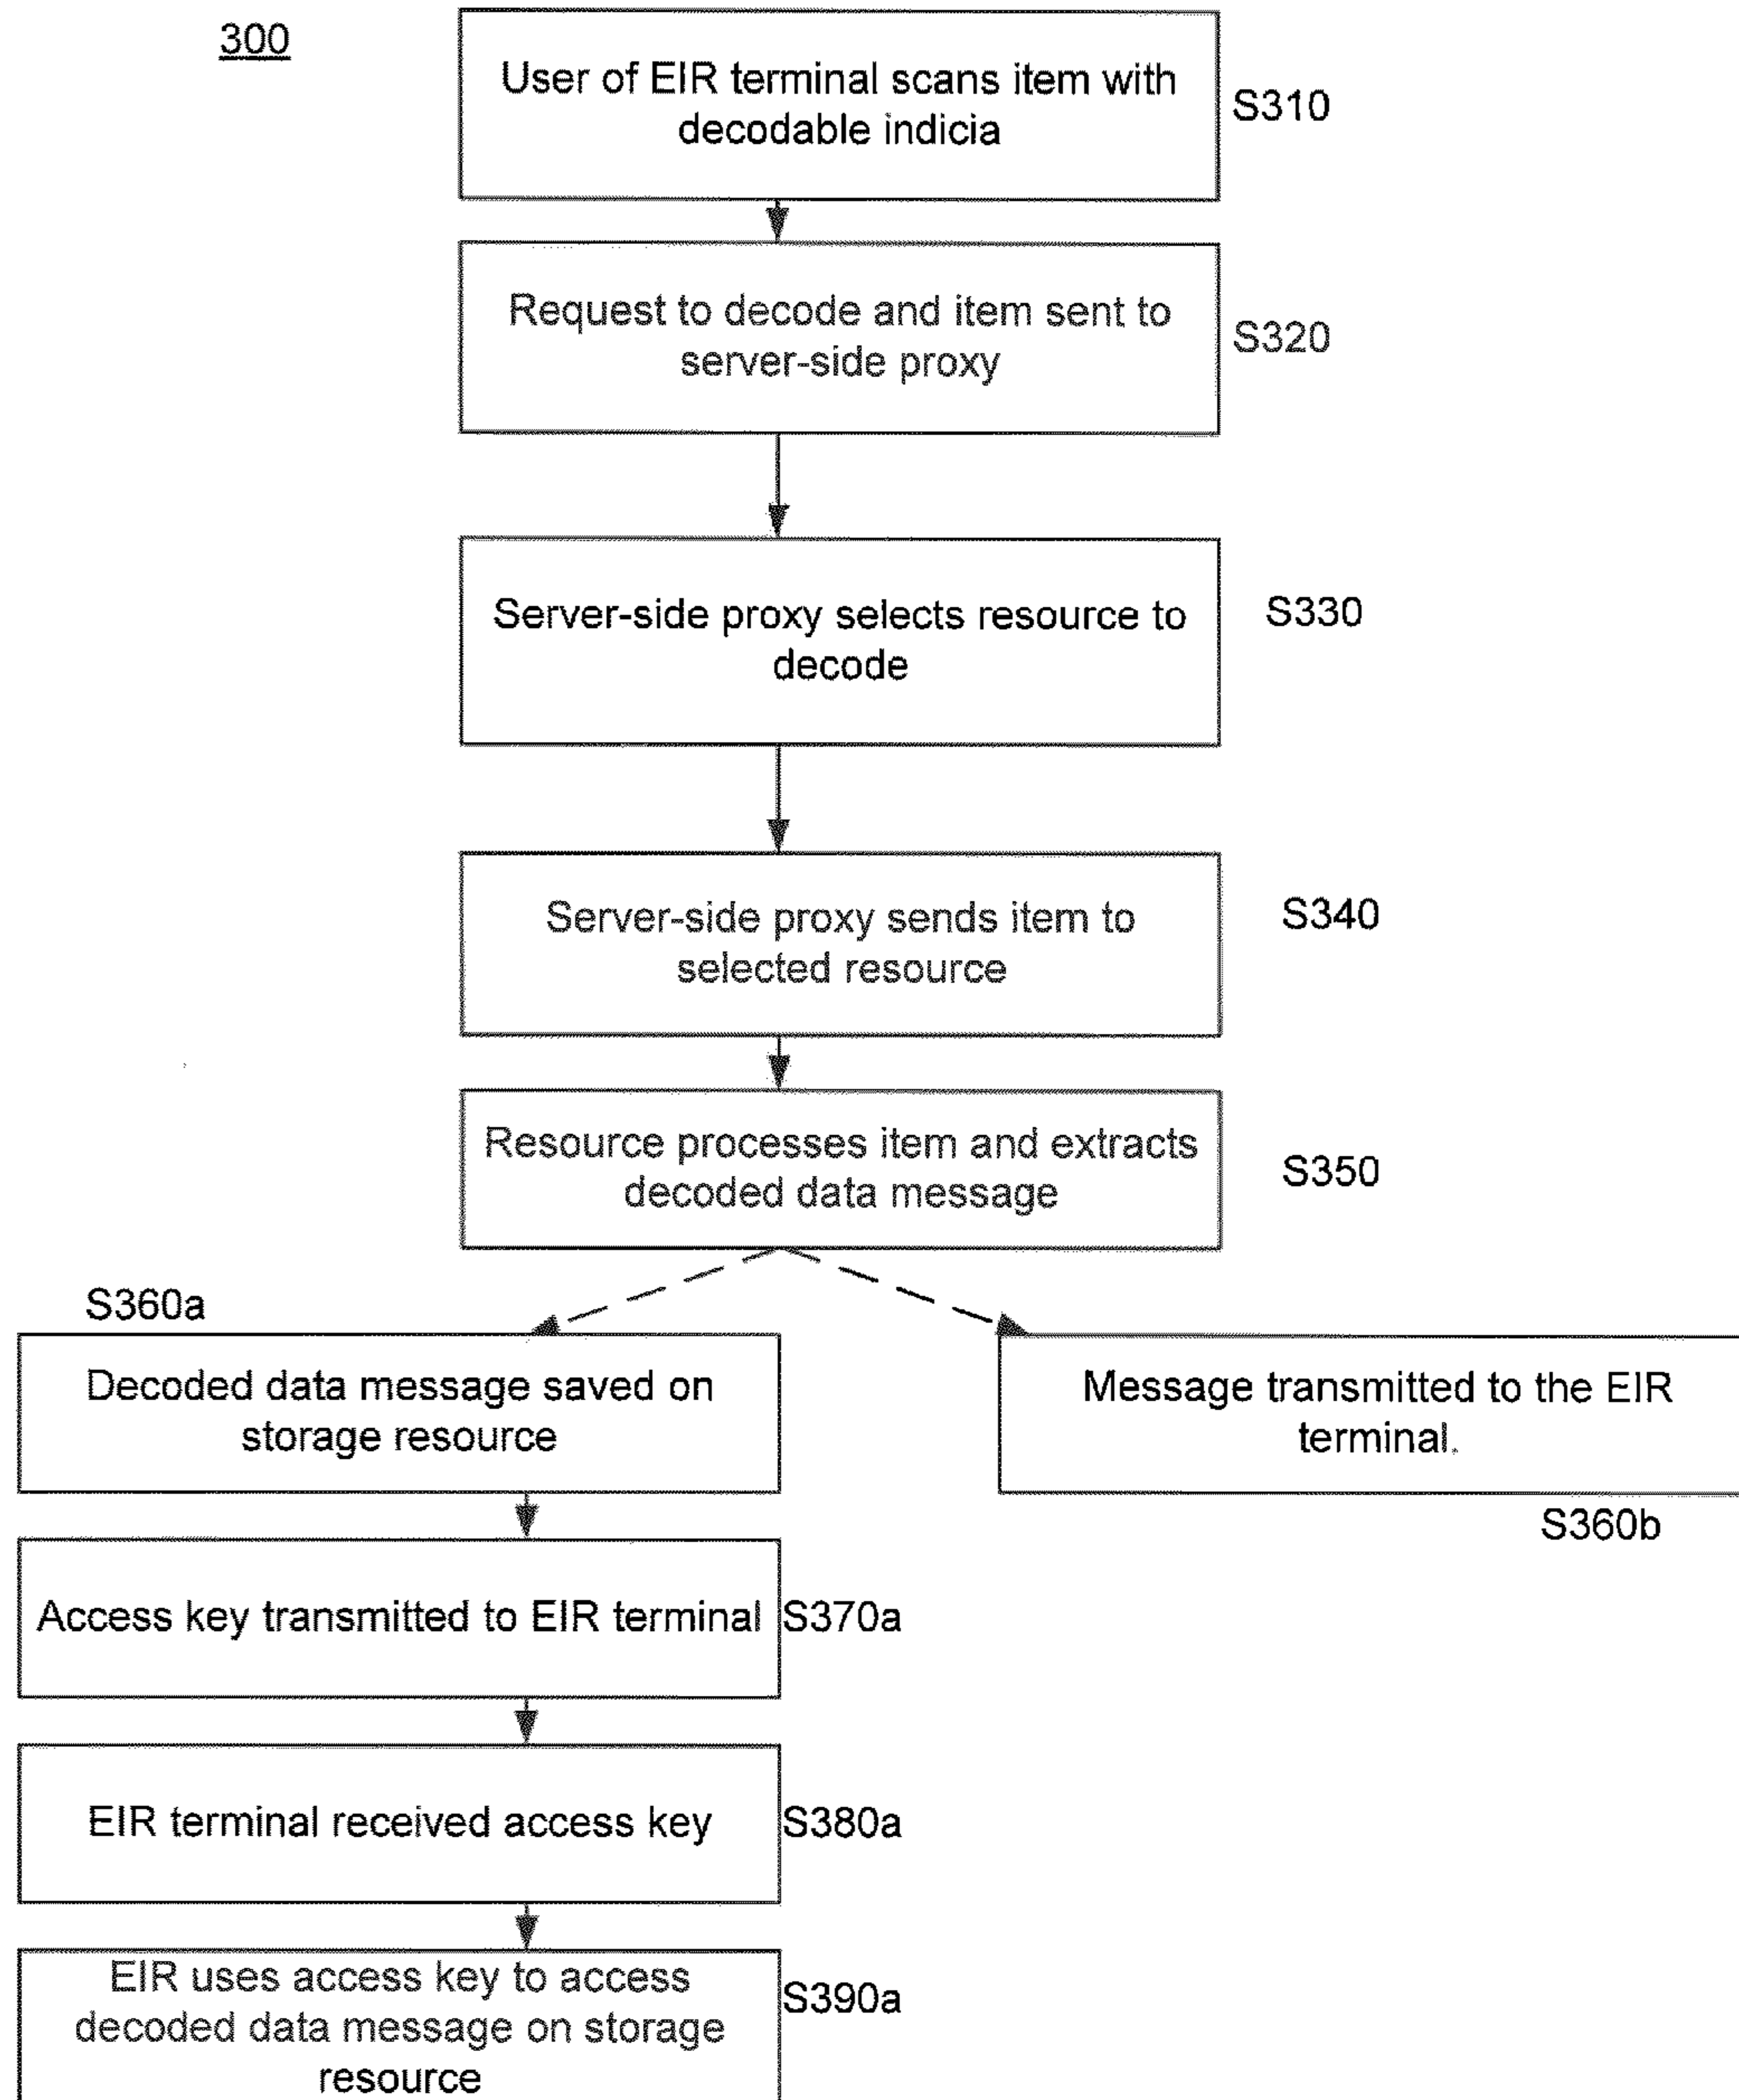 300
User of EIR terminal scans item with
decodable indicia
S310
Request to decode and item sent to
server-side proxy
S320
Server-side proxy selects resource to
decode
S330
Server-side proxy sends item to
selected resource
S340
Resource processes item and extracts
decoded data message
S350
S360a
Decoded data message saved on
storage resource
Message transmitted to the EIR
terminal.
S360b
Access key transmitted to EIR terminal
S370a
EIR terminal received access key
S380a
EIR uses access key to access
decoded data message on storage
resource
S390a